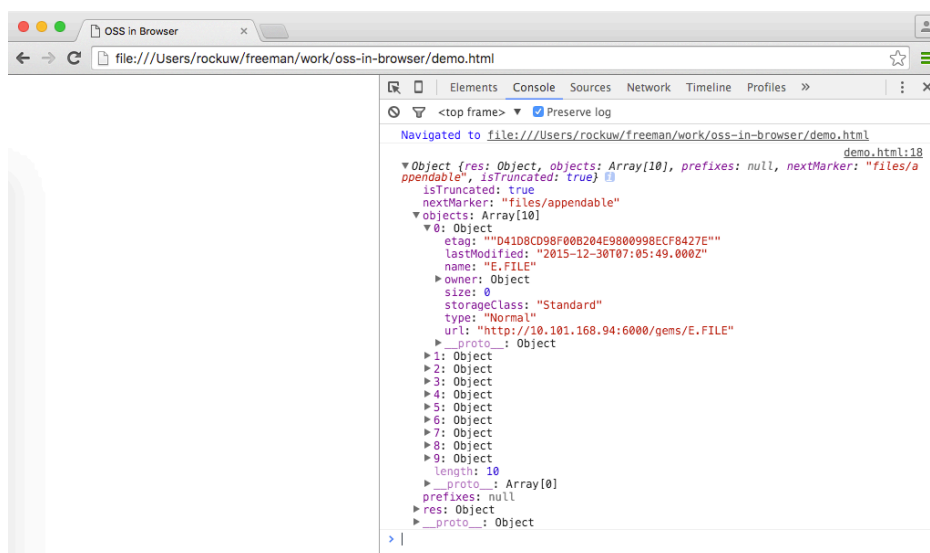 OSS in Browser
file:///Users/rockuw/freeman/work/oss-in-browser/demo.html
Elements Console Sources Network Timeline Profiles »
<top frame> ▼ Preserve log
Navigated to file:///Users/rockuw/freeman/work/oss-in-browser/demo.html
demo.html:18
Object {res: Object, objects: Array[10], prefixes: null, nextMarker: "files/a
ppendable", isTruncated: true}
isTruncated: true
nextMarker: "files/appendable"
objects: Array[10]
0: Object
etag: ""D41D8CD98F00B204E9800998ECF8427E""
lastModified: "2015-12-30T07:05:49.000Z"
name: "E.FILE"
owner: Object
size: 0
storageClass: "Standard"
type: "Normal"
url: "http://10.101.168.94:6000/gems/E.FILE"
__proto__: Object
1: Object
2: Object
3: Object
4: Object
5: Object
6: Object
7: Object
8: Object
9: Object
length: 10
__proto__: Array[0]
prefixes: null
res: Object
__proto__: Object